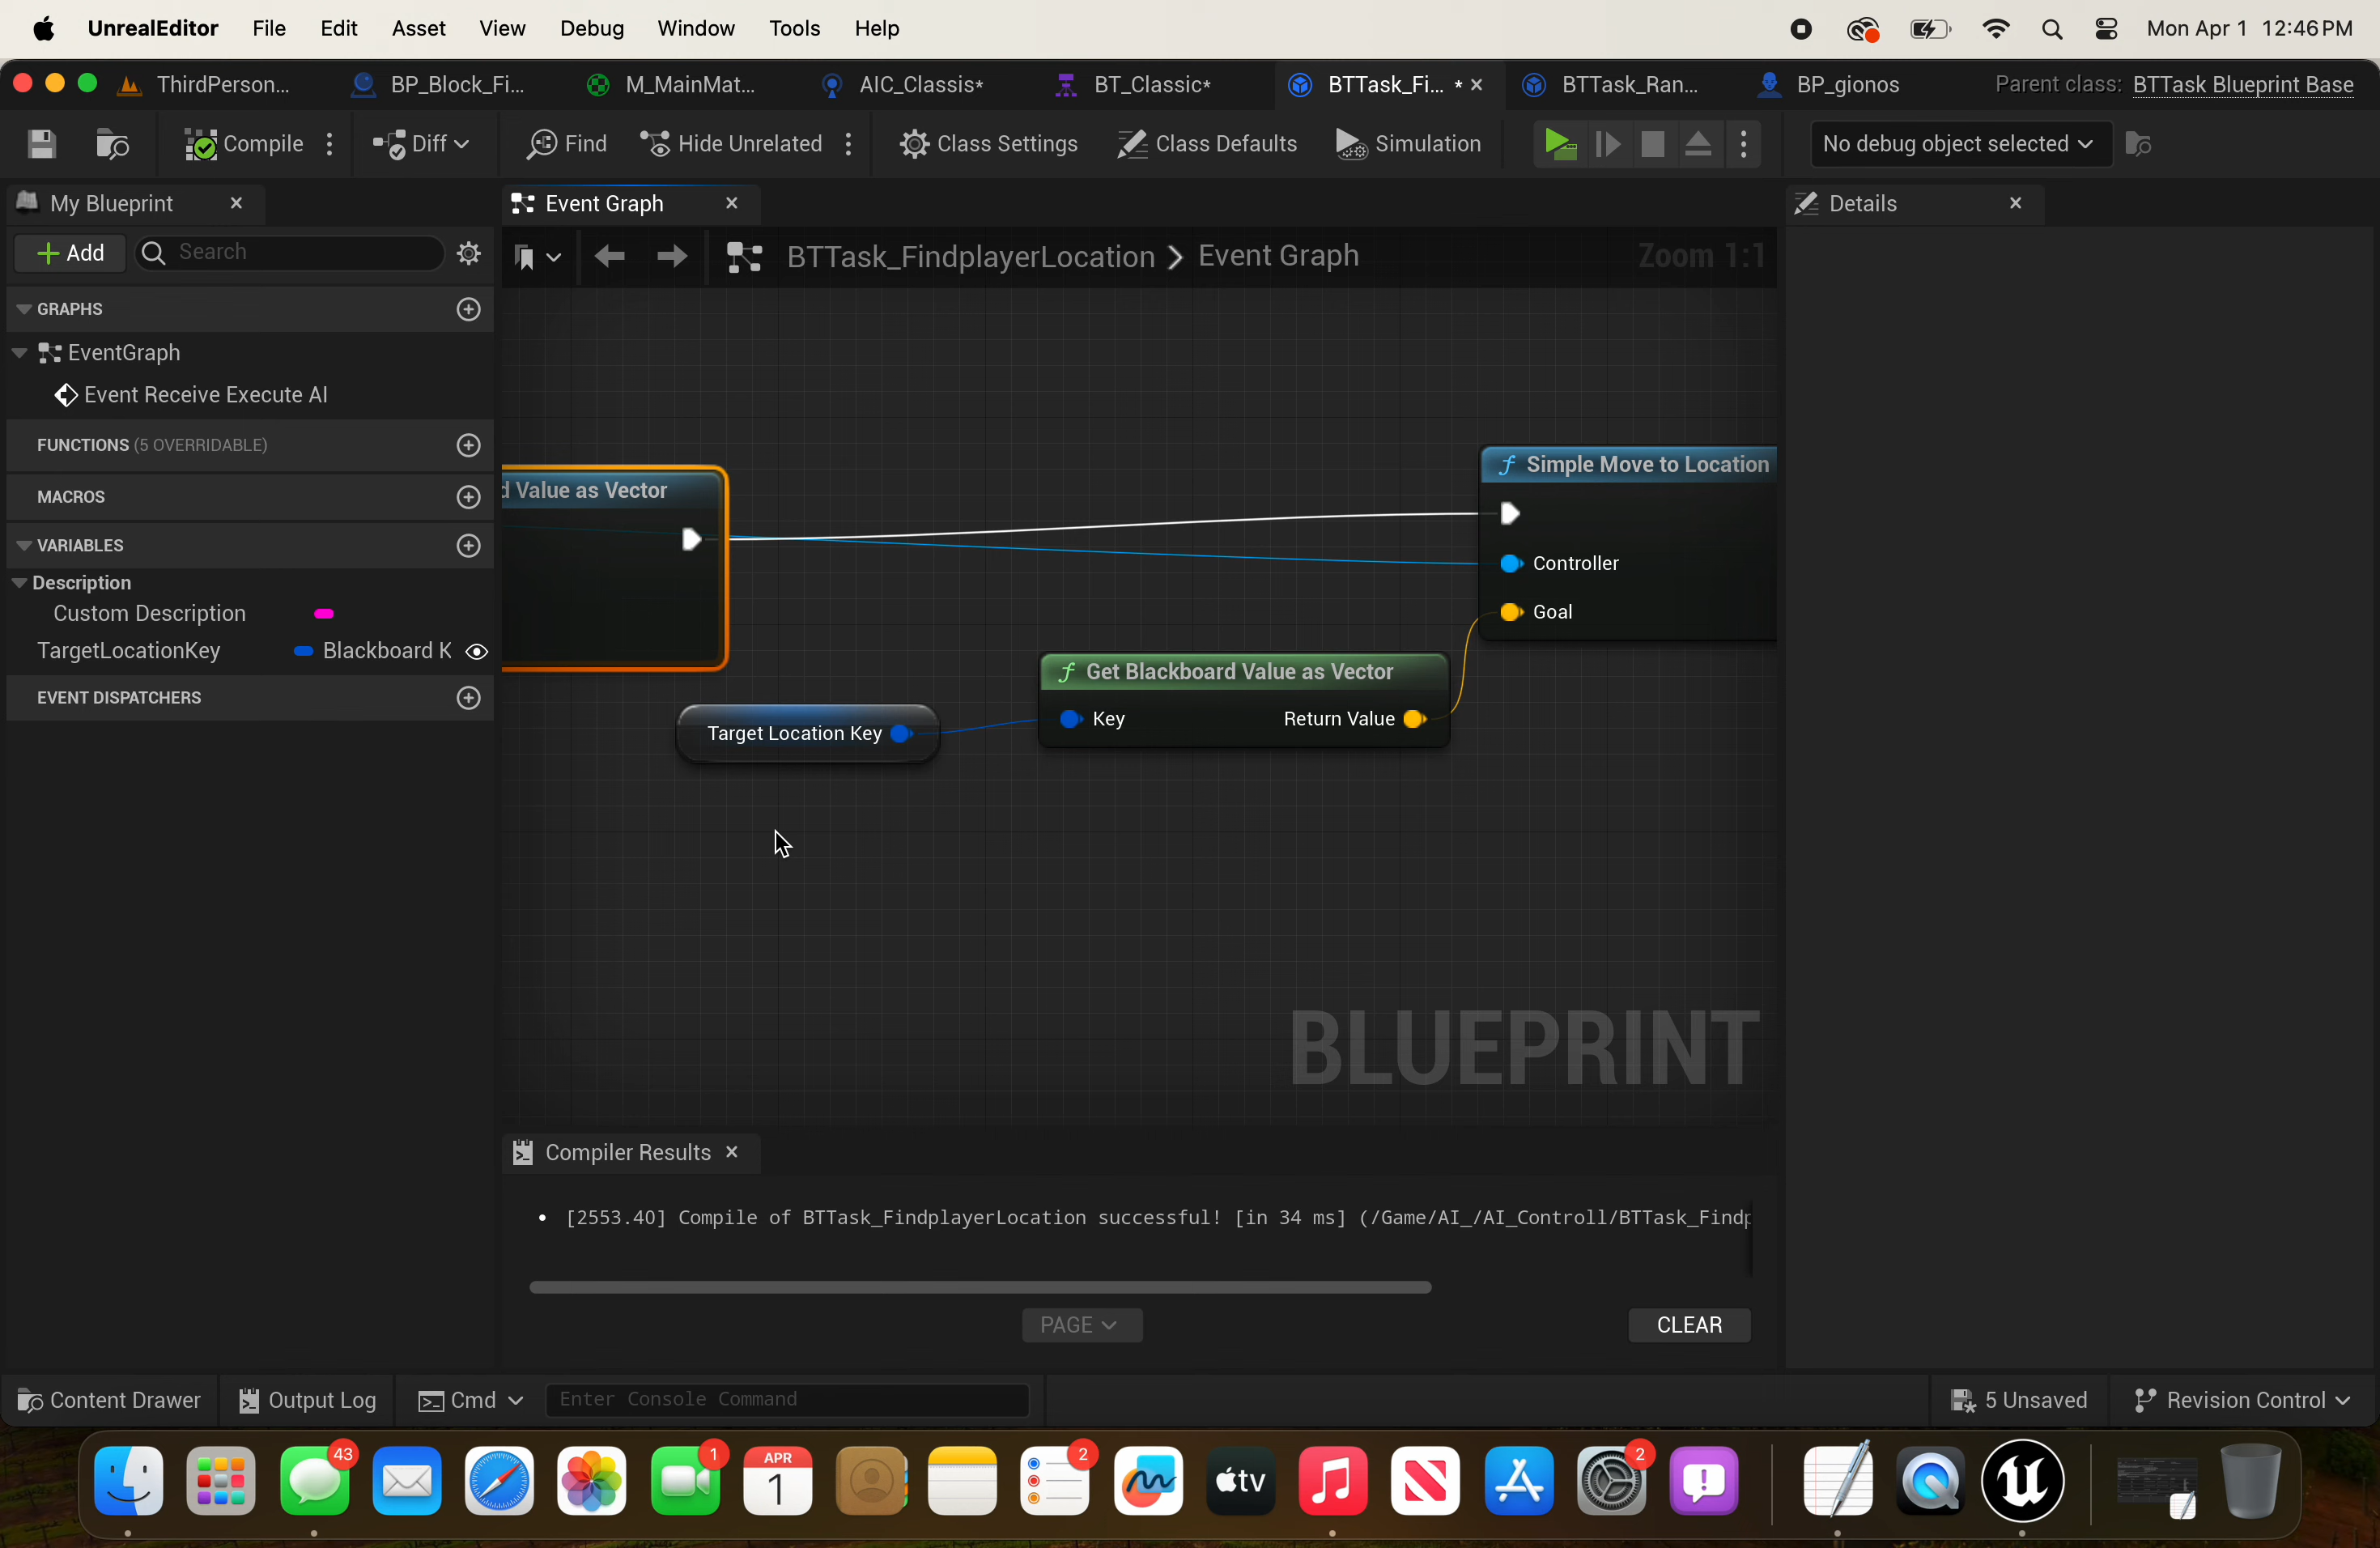 UnrealEditor File Edit Asset View Debug Window Tools Help Mon Apr 1 12:46 PM
ThirdPerson... BP_Block_Fi... M_MainMat... AIC_Classis* BT_Classic* BTTask_Fi... * BTTask_Ran... BP_gionos Parent class: BTTask Blueprint Base
Compile Diff Find Hide Unrelated Class Settings Class Defaults Simulation No debug object selected
My Blueprint Event Graph Details
Add Search BTTask_FindplayerLocation > Event Graph Zoom 1:1
GRAPHS
EventGraph
Event Receive Execute AI
FUNCTIONS (5 OVERRIDABLE)
MACROS
VARIABLES
Description
Custom Description
TargetLocationKey Blackboard K
EVENT DISPATCHERS
d Value as Vector
Simple Move to Location
Controller
Goal
Get Blackboard Value as Vector
Key Return Value
Target Location Key
BLUEPRINT
Compiler Results
• [2553.40] Compile of BTTask_FindplayerLocation successful! [in 34 ms] (/Game/AI_/AI_Controll/BTTask_Findp
PAGE CLEAR
Content Drawer Output Log Cmd Enter Console Command 5 Unsaved Revision Control
43 1 APR 1 2 tv 2